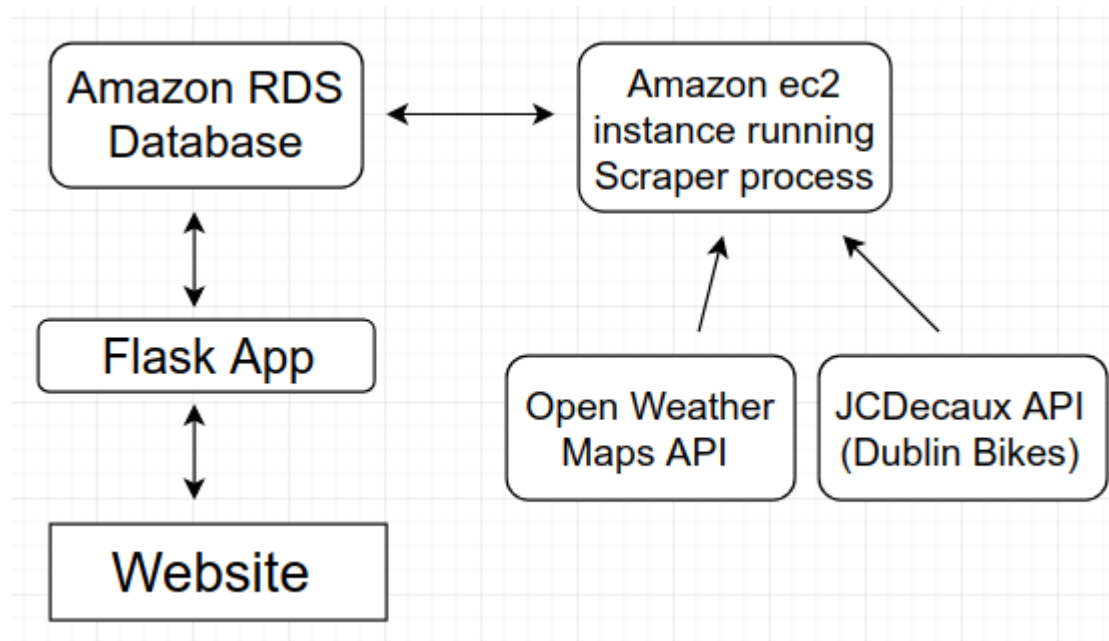 Amazon RDS
Database
Amazon ec2
instance running
Scraper process
Flask App
Open Weather
Maps API
JCDecaux API
(Dublin Bikes)
Website